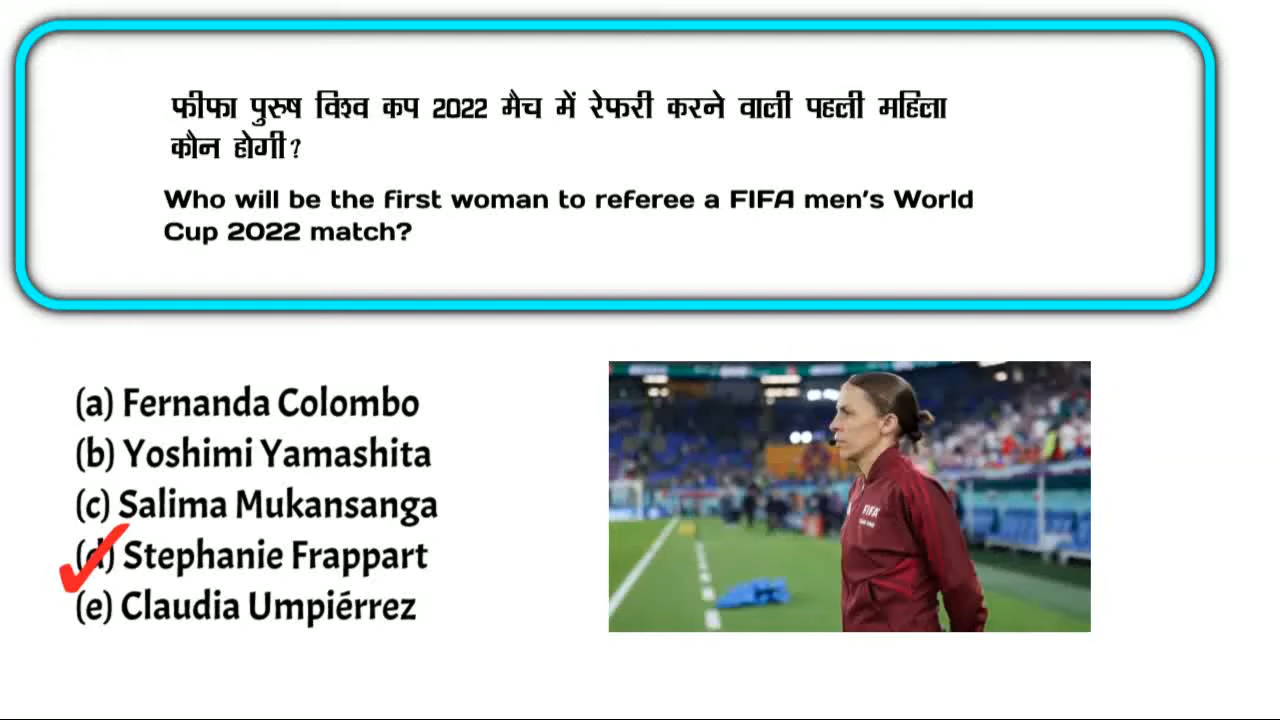 फीफा पुरुष विश्व कप 2022 मैच में रेफरी करने वाली पहली महिला
कौन होगी?
Who will be the first woman to referee a FIFA men's World
Cup 2022 match?
(a) Fernanda Colombo
(b) Yoshimi Yamashita
(c) Salima Mukansanga
(d) Stephanie Frappart
(e) Claudia Umpiérrez
FIFA